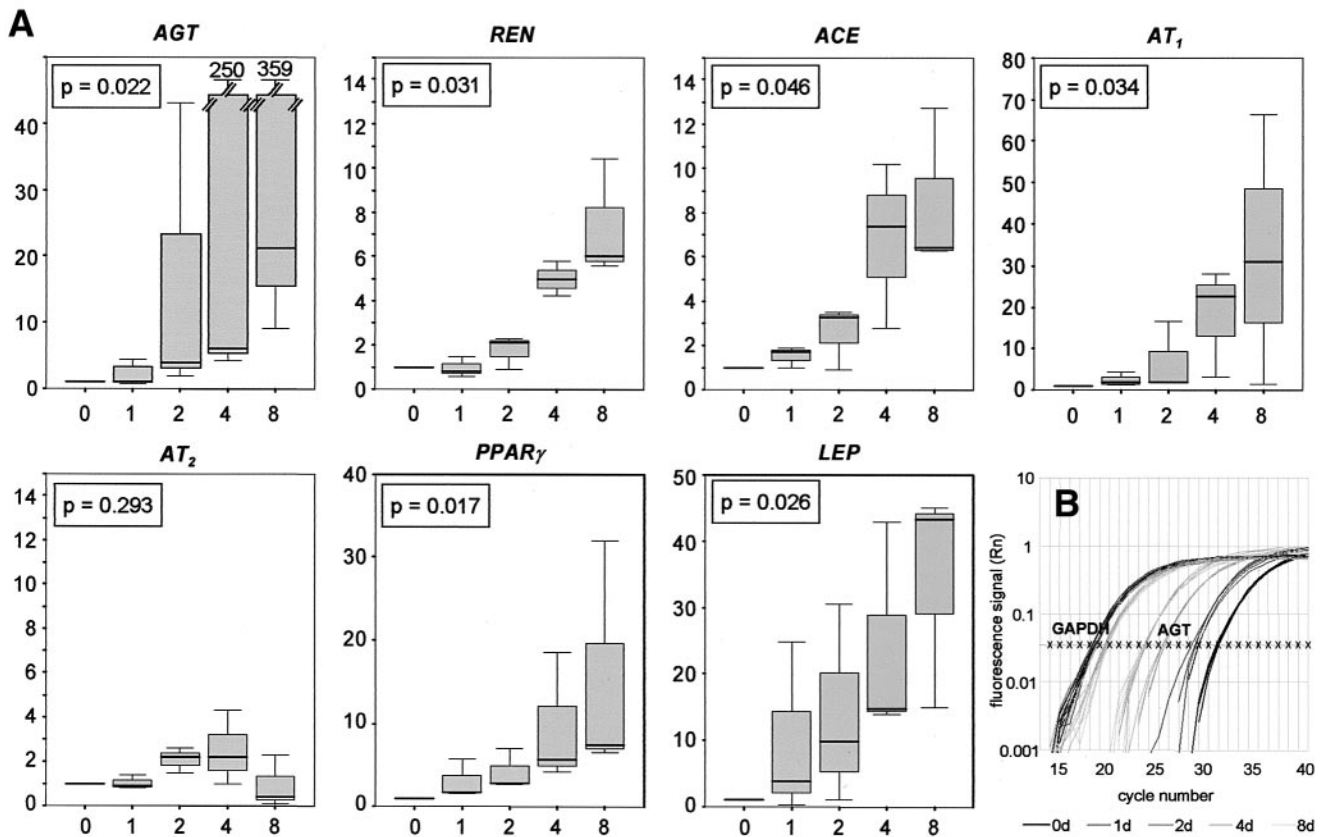 A
AGT
p = 0.022
250 359
40
30
20
10
0
0 1 2 4 8
REN
p = 0.031
14
12
10
8
6
4
2
0
0 1 2 4 8
ACE
p = 0.046
14
12
10
8
6
4
2
0
0 1 2 4 8
AT₁
p = 0.034
80
70
60
50
40
30
20
10
0
0 1 2 4 8
AT₂
p = 0.293
14
12
10
8
6
4
2
0
0 1 2 4 8
PPARγ
p = 0.017
40
30
20
10
0
0 1 2 4 8
LEP
p = 0.026
50
40
30
20
10
0
0 1 2 4 8
B
fluorescence signal (Rn)
10
1
0.1
0.01
0.001
GAPDH AGT
15 20 25 30 35 40
cycle number
0d 1d 2d 4d 8d